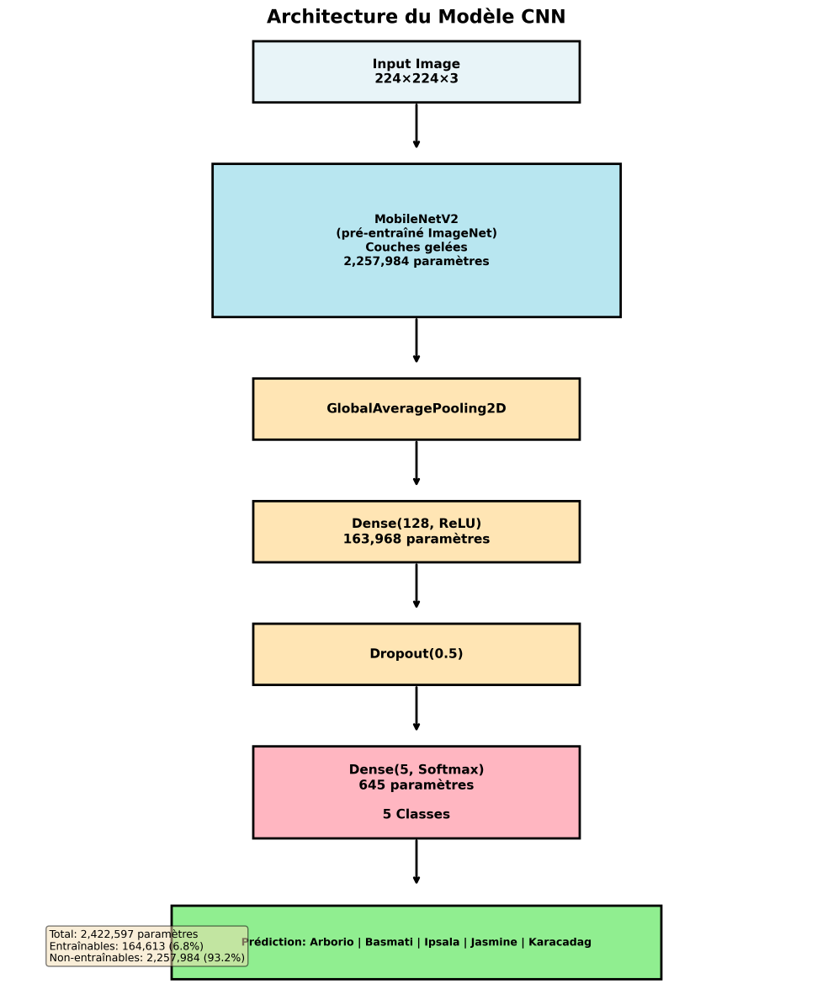 Architecture du Modèle CNN
Input Image
224×224×3
MobileNetV2
(pré-entraîné ImageNet)
Couches gelées
2,257,984 paramètres
GlobalAveragePooling2D
Dense(128, ReLU)
163,968 paramètres
Dropout(0.5)
Dense(5, Softmax)
645 paramètres
5 Classes
Prédiction: Arborio | Basmati | Ipsala | Jasmine | Karacadag
Total: 2,422,597 paramètres
Entraînables: 164,613 (6.8%)
Non-entraînables: 2,257,984 (93.2%)